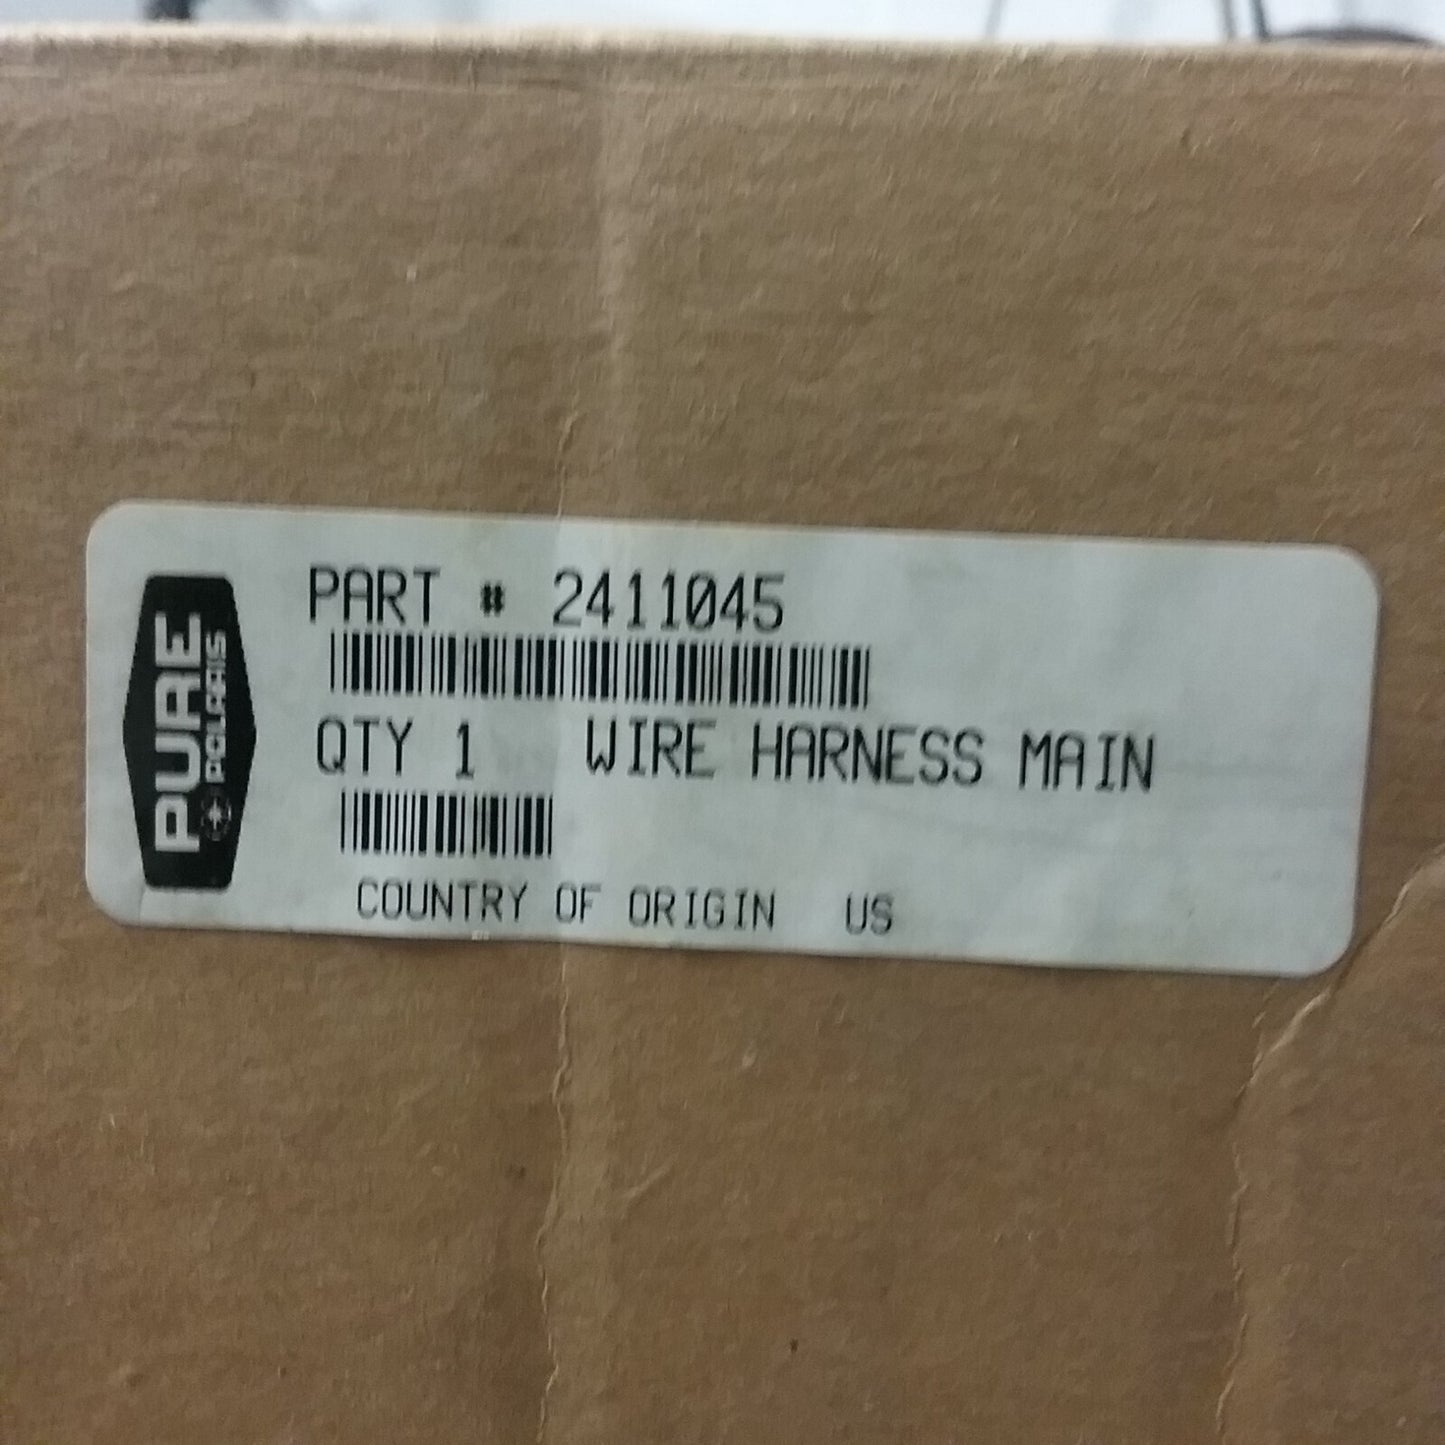 PURE
POLARIS
PART # 2411045
QTY 1 WIRE HARNESS MAIN
COUNTRY OF ORIGIN US